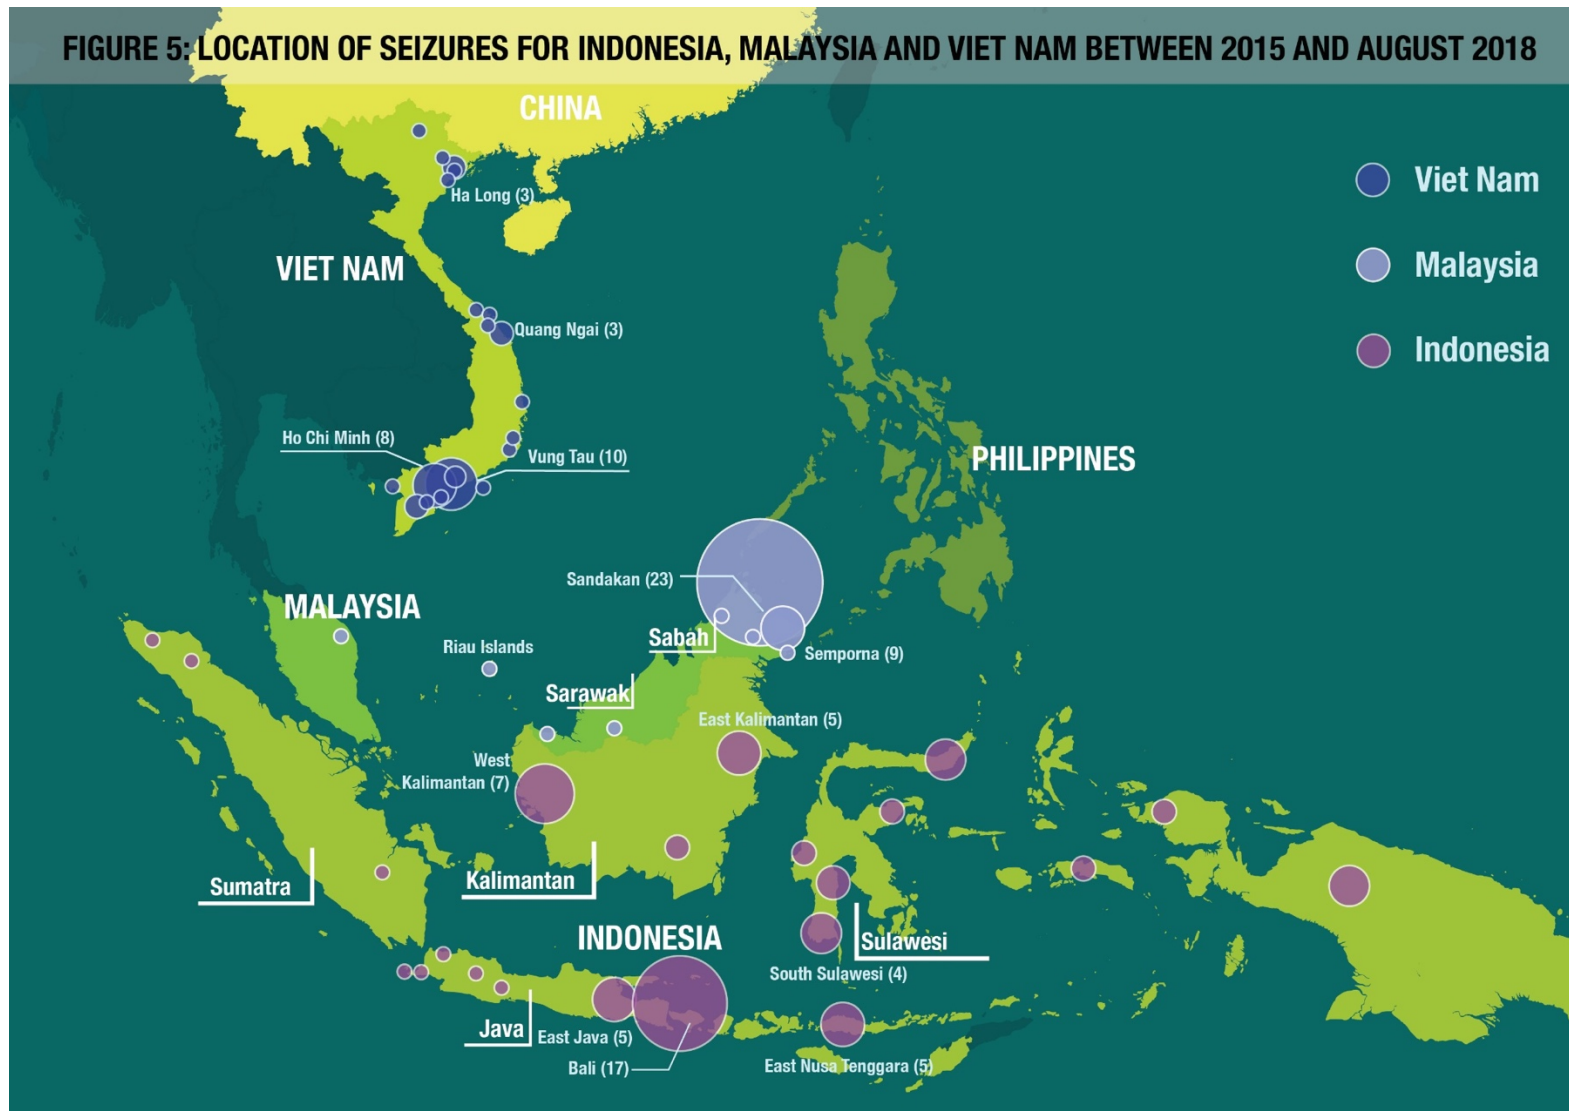 FIGURE 5: LOCATION OF SEIZURES FOR INDONESIA, MALAYSIA AND VIET NAM BETWEEN 2015 AND AUGUST 2018
CHINA
Viet Nam
Ha Long (3)
Malaysia
VIET NAM
Quang Ngai (3)
Indonesia
Ho Chi Minh (8)
Vung Tau (10)
PHILIPPINES
Sandakan (23)
MALAYSIA
Sabah
Riau Islands
Semporna (9)
Sarawak
East Kalimantan (5)
West
Kalimantan (7)
Sumatra
Kalimantan
INDONESIA
Sulawesi
South Sulawesi (4)
Java
East Java (5)
Bali (17)
East Nusa Tenggara (5)